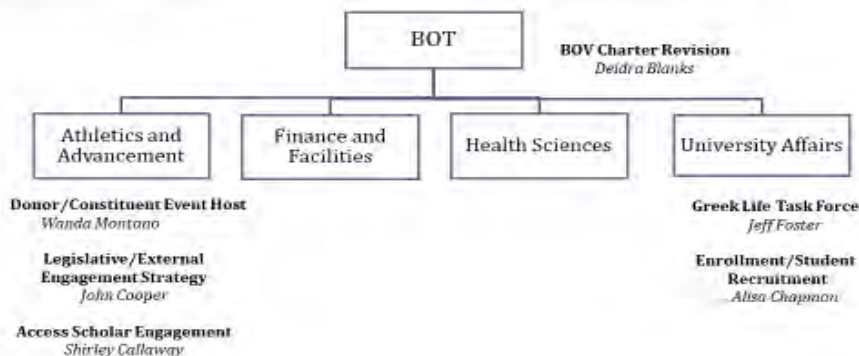 BOT
BOV Charter Revision
Deidra Blanks
Athletics and
Advancement
Finance and
Facilities
Health Sciences
University Affairs
Donor/Constituent Event Host
Wanda Montano
Legislative/External
Engagement Strategy
John Cooper
Access Scholar Engagement
Shirley Callaway
Greek Life Task Force
Jeff Foster
Enrollment/Student
Recruitment
Alisa Chapman